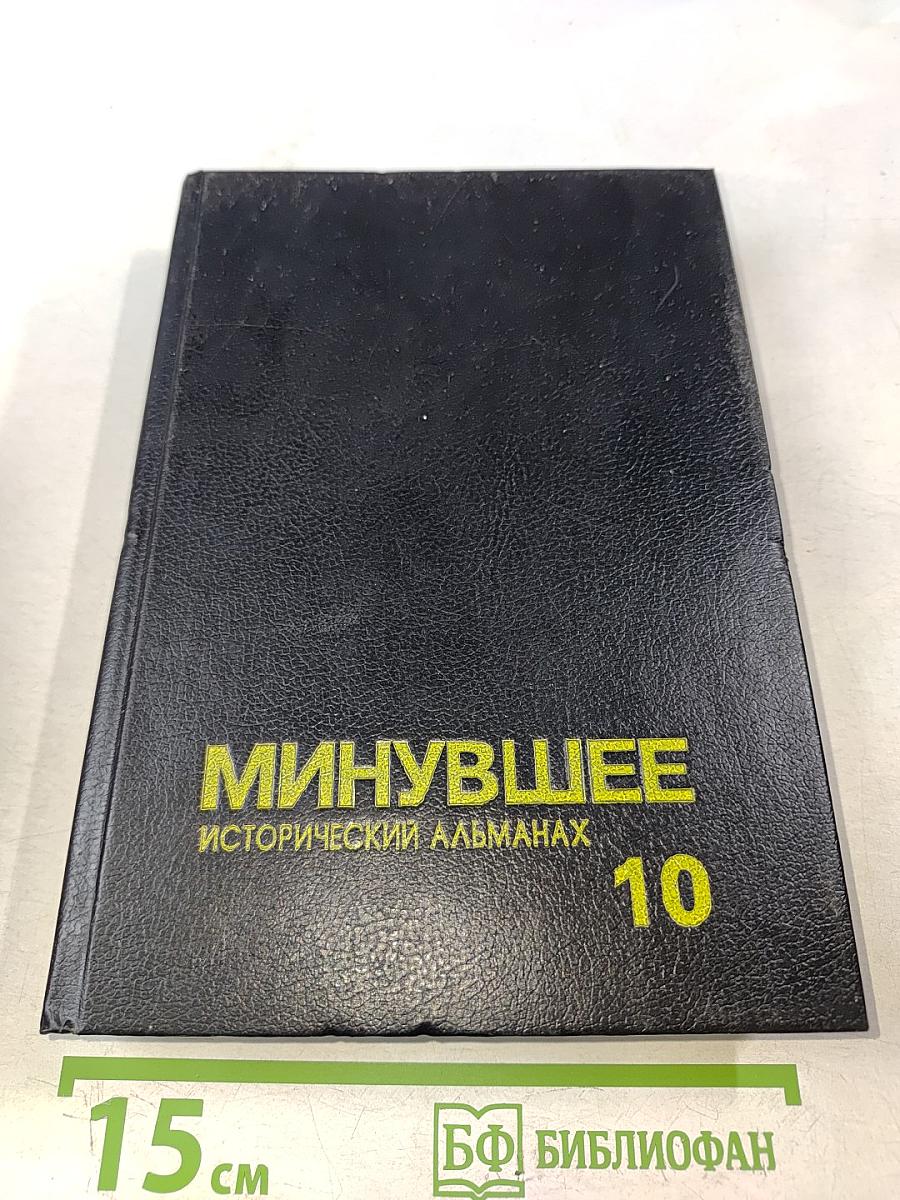 МИНУВШЕЕ
ИСТОРИЧЕСКИЙ АЛЬМАНАХ
10
15 см
БФ БИБЛИОФАН